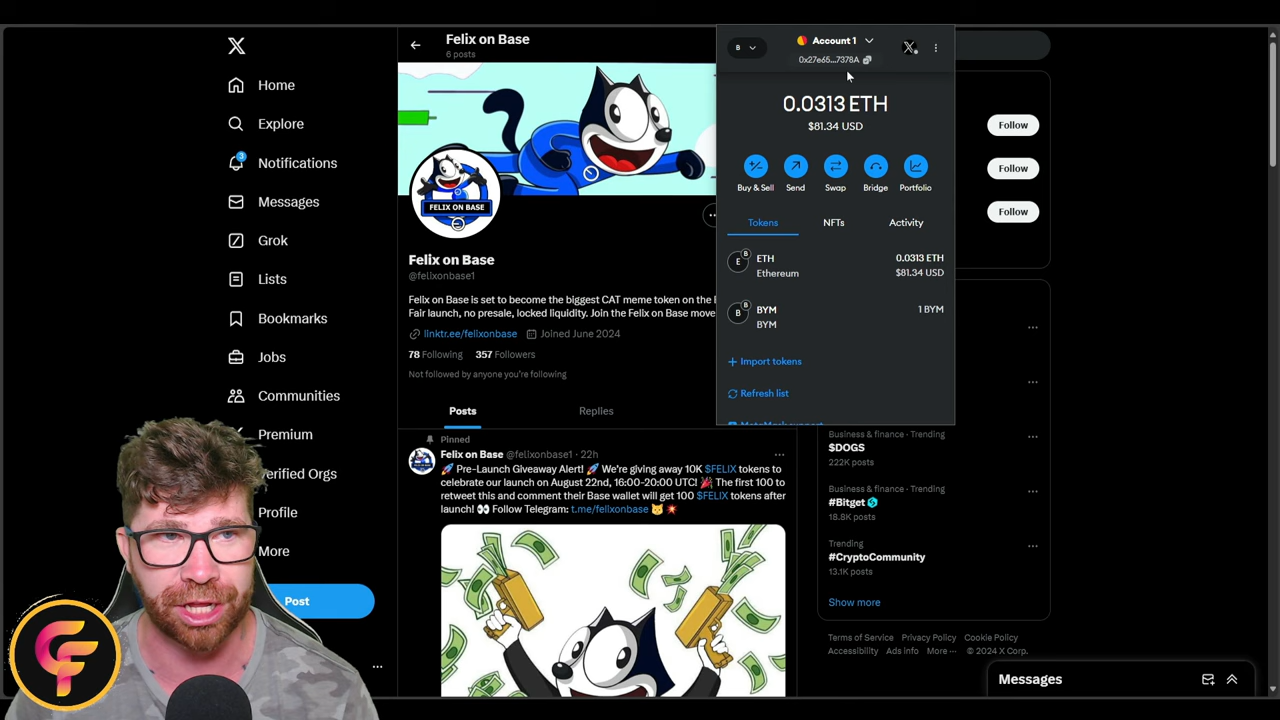 Home
Explore
3
Notifications
Messages
Grok
Lists
Bookmarks
Jobs
Communities
Premium
erified Orgs
Profile
More
Post
Felix on Base
6 posts
FELIX ON BASE
Felix on Base
@felixonbase1
Felix on Base is set to become the biggest CAT meme token on the
Fair launch, no presale, locked liquidity. Join the Felix on Base move
linktr.ee/felixonbase Joined June 2024
78 Following 357 Followers
Not followed by anyone you're following
Posts Replies
Pinned
Felix on Base @felixonbase1 · 22h
🚀 Pre-Launch Giveaway Alert! 🚀 We're giving away 10K $FELIX tokens to
celebrate our launch on August 22nd, 16:00-20:00 UTC! 🎉 The first 100 to
retweet this and comment their Base wallet will get 100 $FELIX tokens after
launch! 👀 Follow Telegram: t.me/felixonbase 🐱 💥
B
Account 1
0x27e65...7378A
0.0313 ETH
$81.34 USD
Buy & Sell Send Swap Bridge Portfolio
Tokens NFTs Activity
E B ETH 0.0313 ETH
Ethereum $81.34 USD
B B BYM 1 BYM
BYM
+ Import tokens
Refresh list
MetaMask support
Follow
Follow
Follow
Business & finance · Trending
$DOGS
222K posts
Business & finance · Trending
#Bitget
18.8K posts
Trending
#CryptoCommunity
13.1K posts
Show more
Terms of Service Privacy Policy Cookie Policy
Accessibility Ads info More ··· © 2024 X Corp.
Messages